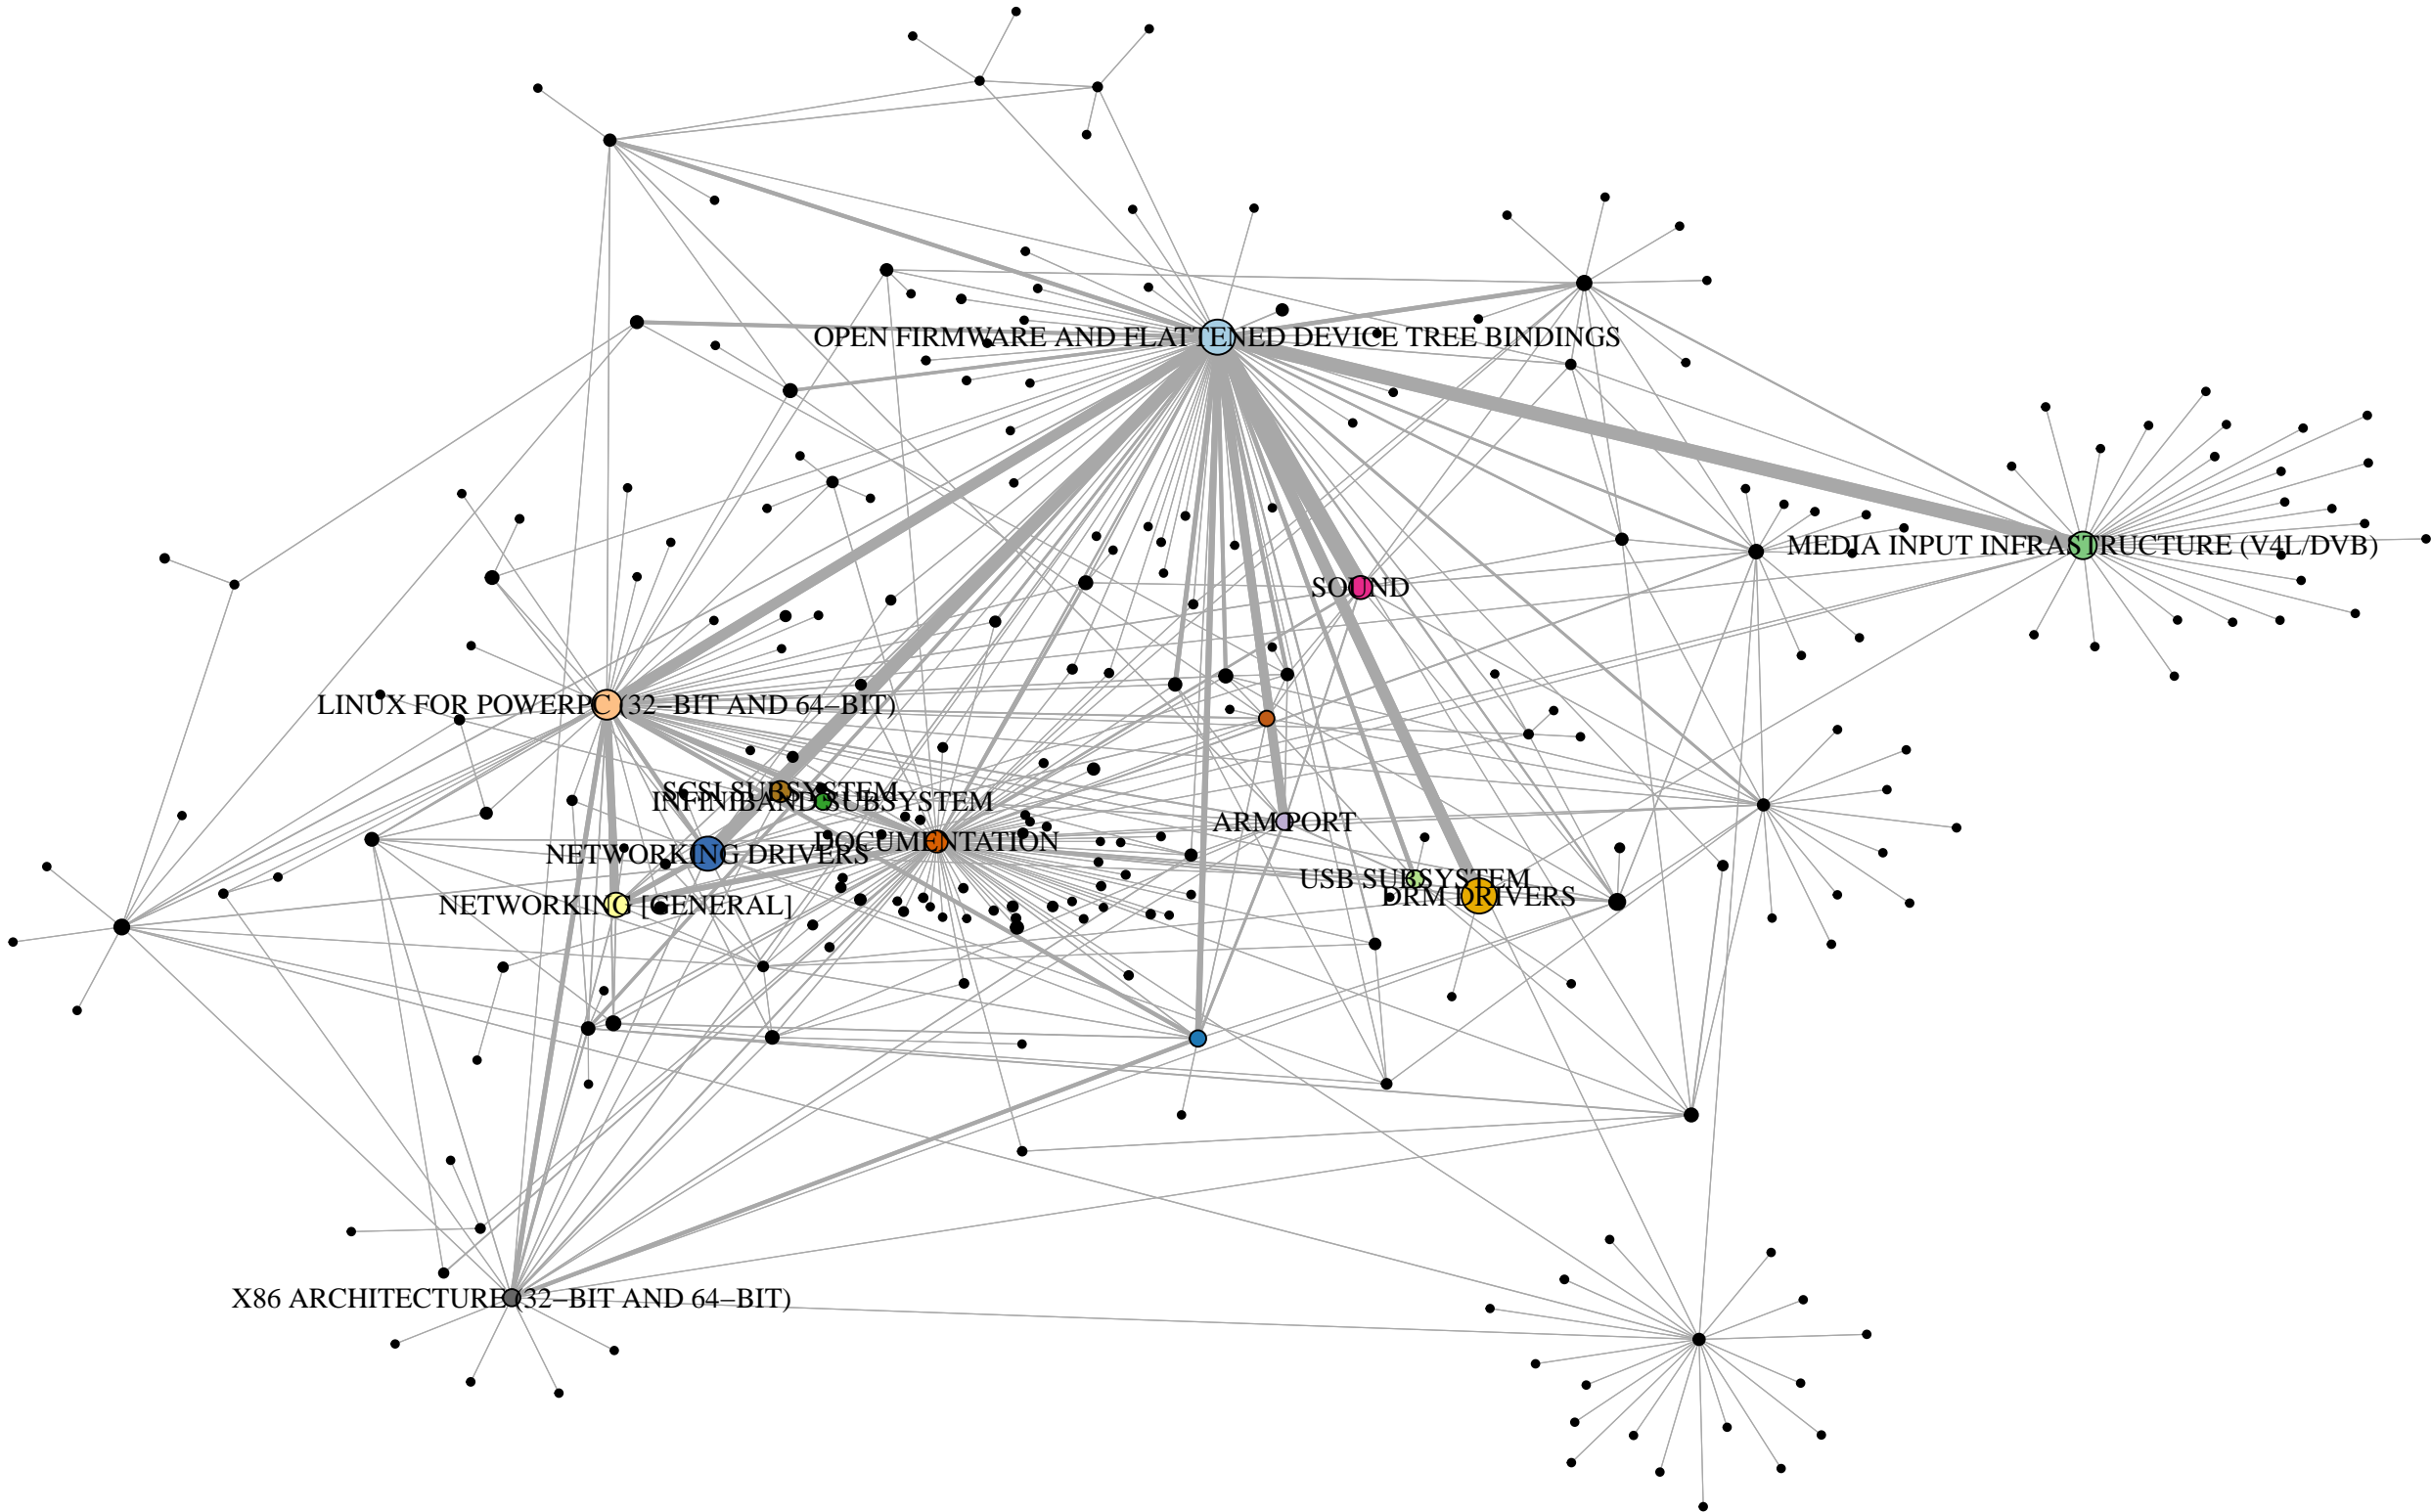 OPEN FIRMWARE AND FLATTENED DEVICE TREE BINDINGS
MEDIA INPUT INFRASTRUCTURE (V4L/DVB)
SOUND
LINUX FOR POWERPC (32−BIT AND 64−BIT)
SCSI SUBSYSTEM
INFINIBAND SUBSYSTEM
ARM PORT
DOCUMENTATION
NETWORKING DRIVERS
USB SUBSYSTEM
DRM DRIVERS
NETWORKING [GENERAL]
X86 ARCHITECTURE (32−BIT AND 64−BIT)